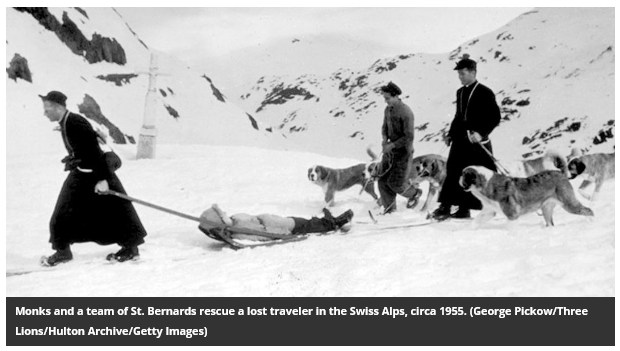 Monks and a team of St. Bernards rescue a lost traveler in the Swiss Alps, circa 1955. (George Pickow/Three
Lions/Hulton Archive/Getty Images)